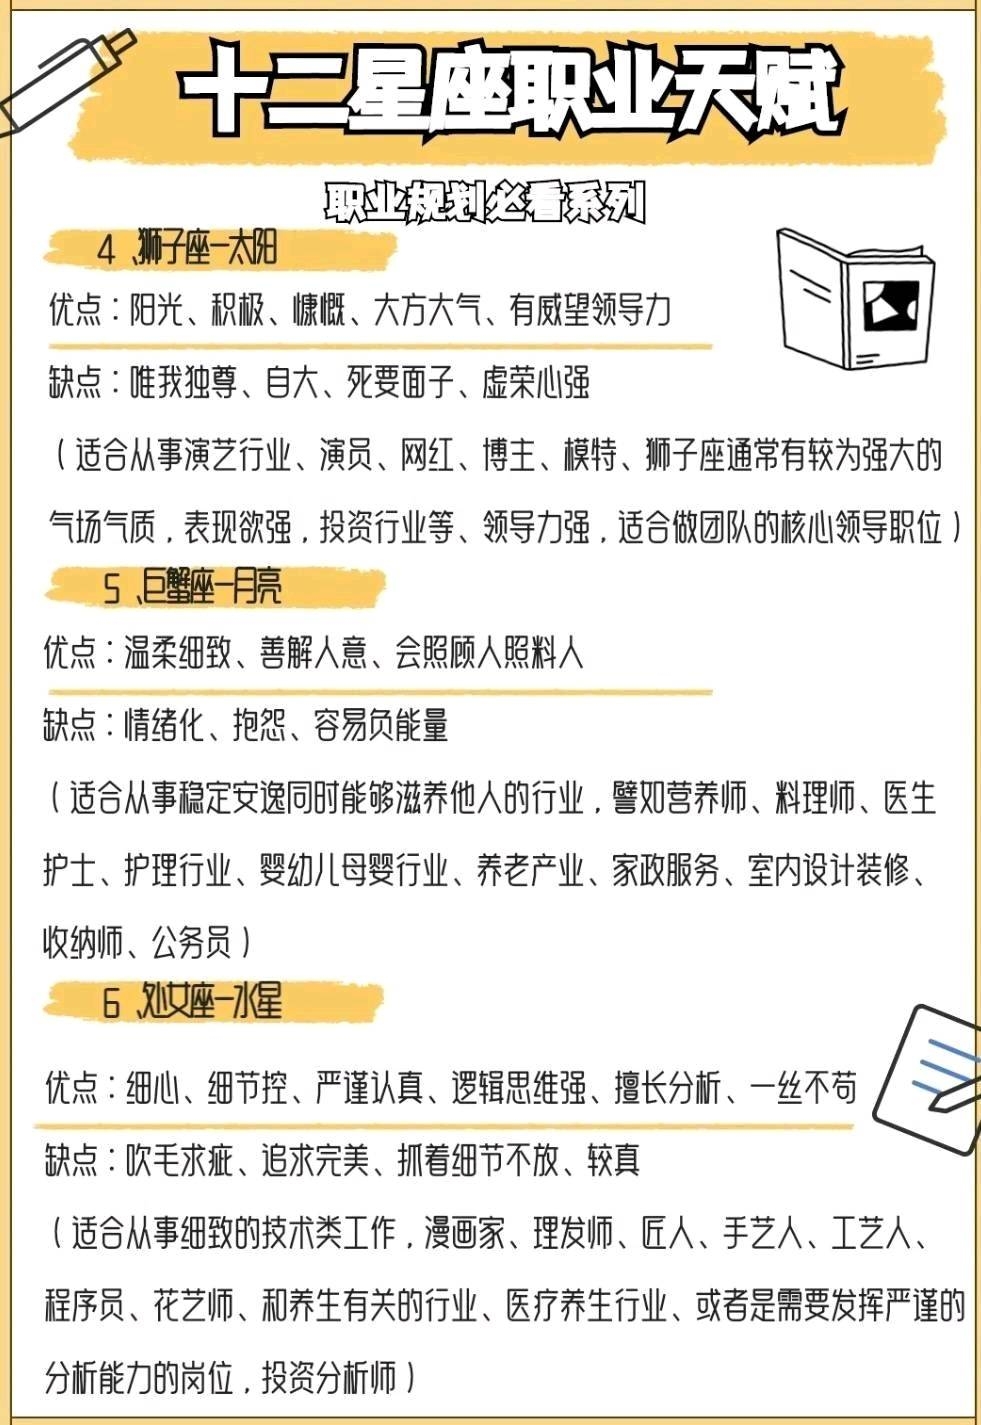 十二星座职业天赋
职业规划必看系列
4、狮子座—太阳
优点：阳光、积极、慷慨、大方大气、有威望领导力
缺点：唯我独尊、自大、死要面子、虚荣心强
（适合从事演艺行业、演员、网红、博主、模特、狮子座通常有较为强大的
气场气质，表现欲强，投资行业等、领导力强，适合做团队的核心领导职位）
5、巨蟹座—月亮
优点：温柔细致、善解人意、会照顾人照料人
缺点：情绪化、抱怨、容易负能量
（适合从事稳定安逸同时能够滋养他人的行业，譬如营养师、料理师、医生
护士、护理行业、婴幼儿母婴行业、养老产业、家政服务、室内设计装修、
收纳师、公务员）
6、处女座—水星
优点：细心、细节控、严谨认真、逻辑思维强、擅长分析、一丝不苟
缺点：吹毛求疵、追求完美、抓着细节不放、较真
（适合从事细致的技术类工作，漫画家、理发师、匠人、手艺人、工艺人、
程序员、花艺师、和养生有关的行业、医疗养生行业、或者是需要发挥严谨的
分析能力的岗位，投资分析师）